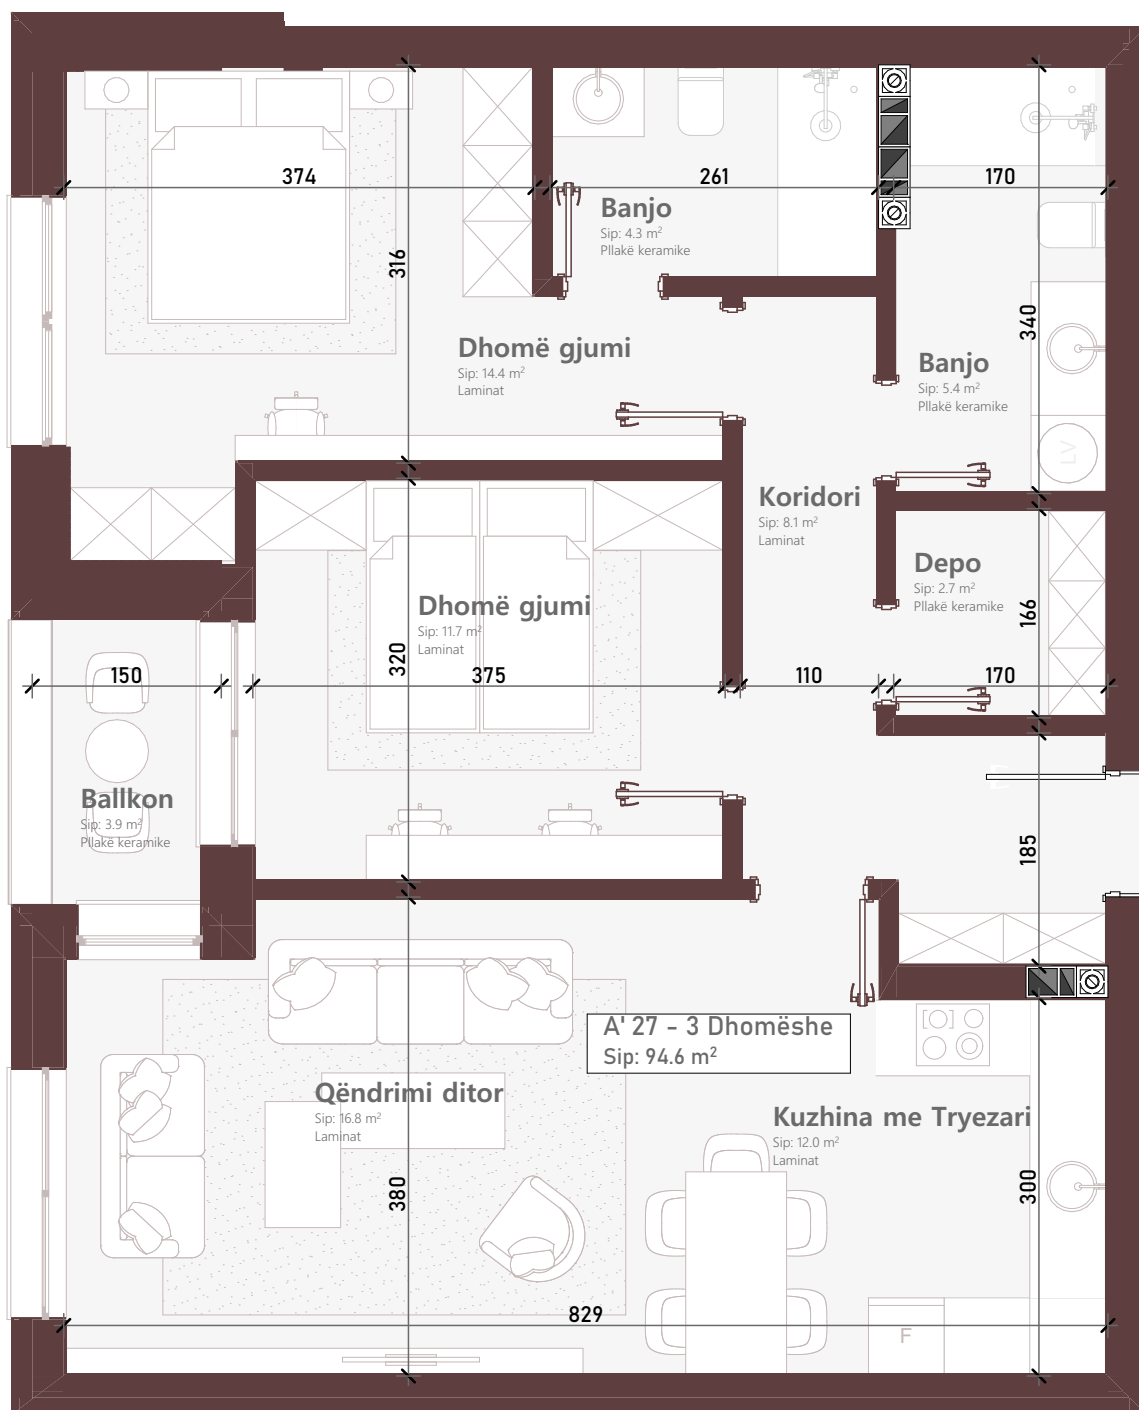 374
261
170
316
Banjo
Sip: 4.3 m²
Pllakë keramike
340
Dhomë gjumi
Sip: 14.4 m²
Laminat
Banjo
Sip: 5.4 m²
Pllakë keramike
LV
Koridori
Sip: 8.1 m²
Laminat
Depo
Sip: 2.7 m²
Pllakë keramike
166
Dhomë gjumi
Sip: 11.7 m²
Laminat
320
150
375
110
170
Ballkon
Sip: 3.9 m²
Pllakë keramike
185
A' 27 - 3 Dhomëshe
Sip: 94.6 m²
Qëndrimi ditor
Sip: 16.8 m²
Laminat
Kuzhina me Tryezari
Sip: 12.0 m²
Laminat
380
300
829
F